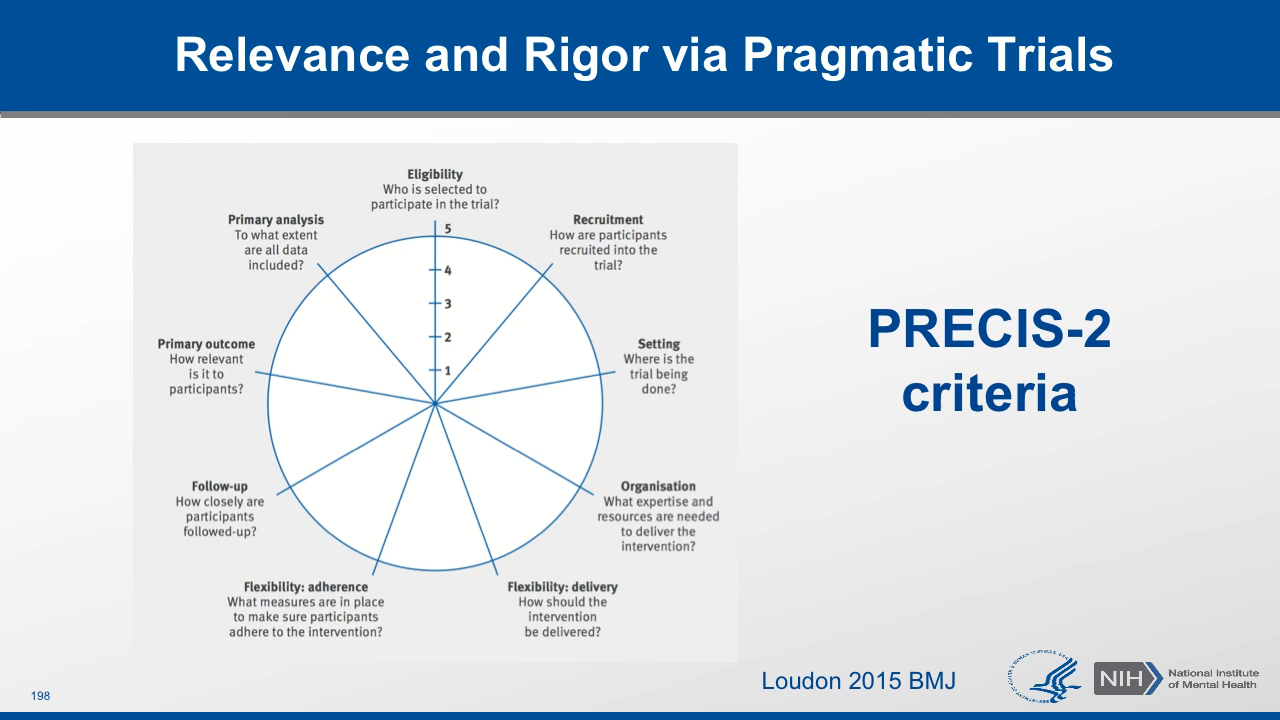 Relevance and Rigor via Pragmatic Trials
Eligibility
Who is selected to
participate in the trial?
Primary analysis
To what extent
are all data
included?
Recruitment
How are participants
recruited into the
trial?
5
4
3
2
1
Primary outcome
How relevant
is it to
participants?
Setting
Where is the
trial being
done?
PRECIS-2
criteria
Follow-up
How closely are
participants
followed-up?
Organisation
What expertise and
resources are needed
to deliver the
intervention?
Flexibility: adherence
What measures are in place
to make sure participants
adhere to the intervention?
Flexibility: delivery
How should the
intervention
be delivered?
Loudon 2015 BMJ
NIH
National Institute
of Mental Health
198